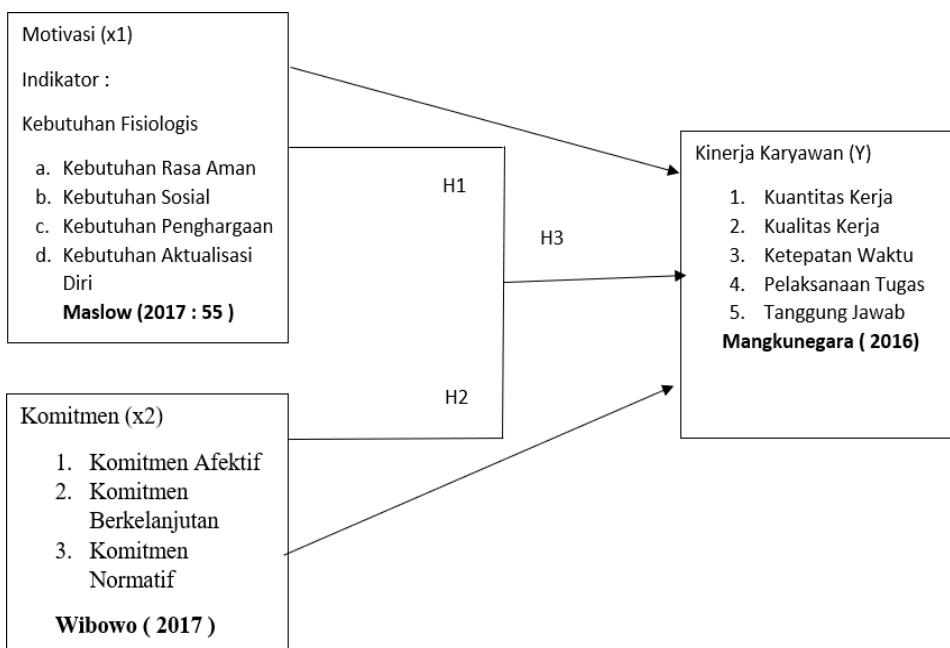 Motivasi (x1)
Indikator :
Kebutuhan Fisiologis
a. Kebutuhan Rasa Aman
b. Kebutuhan Sosial
c. Kebutuhan Penghargaan
d. Kebutuhan Aktualisasi
Diri
Maslow (2017 : 55 )
Komitmen (x2)
1. Komitmen Afektif
2. Komitmen
Berkelanjutan
3. Komitmen
Normatif
Wibowo ( 2017 )
H1
H3
H2
Kinerja Karyawan (Y)
1. Kuantitas Kerja
2. Kualitas Kerja
3. Ketepatan Waktu
4. Pelaksanaan Tugas
5. Tanggung Jawab
Mangkunegara ( 2016)